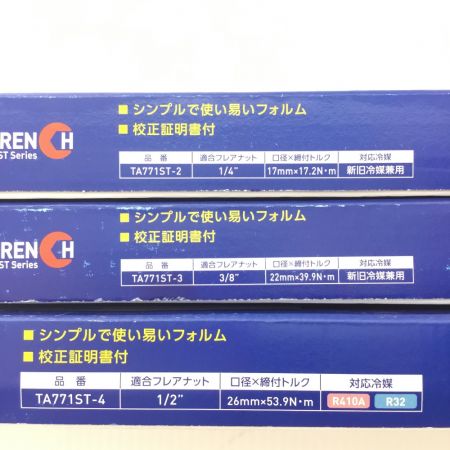 ■ シンプルで使い易いフォルム
■ 校正証明書付
RENCH
ST Series
品番 適合フレアナット 口径×締付トルク 対応冷媒
TA771ST-2 1/4" 17mm×17.2N・m 新旧冷媒兼用
■ シンプルで使い易いフォルム
■ 校正証明書付
RENCH
ST Series
品番 適合フレアナット 口径×締付トルク 対応冷媒
TA771ST-3 3/8" 22mm×39.9N・m 新旧冷媒兼用
■ シンプルで使い易いフォルム
■ 校正証明書付
品番 適合フレアナット 口径×締付トルク 対応冷媒
TA771ST-4 1/2" 26mm×53.9N・m R410A R32